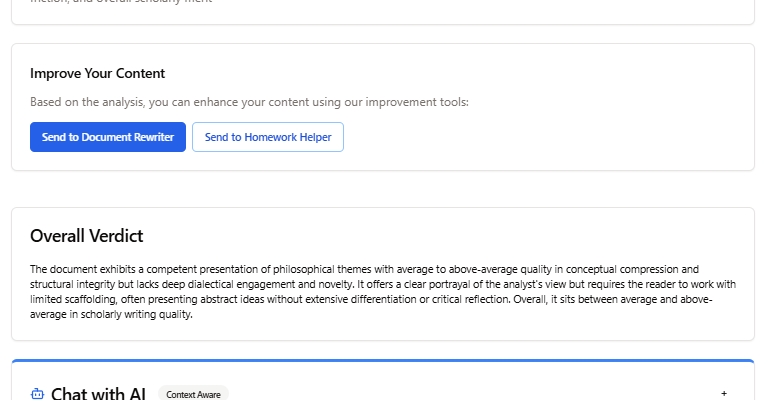 friction, and overall scholarly merit
Improve Your Content
Based on the analysis, you can enhance your content using our improvement tools:
Send to Document Rewriter
Send to Homework Helper
Overall Verdict
The document exhibits a competent presentation of philosophical themes with average to above-average quality in conceptual compression and
structural integrity but lacks deep dialectical engagement and novelty. It offers a clear portrayal of the analyst's view but requires the reader to work with
limited scaffolding, often presenting abstract ideas without extensive differentiation or critical reflection. Overall, it sits between average and above-
average in scholarly writing quality.
Chat with AI Context Aware +